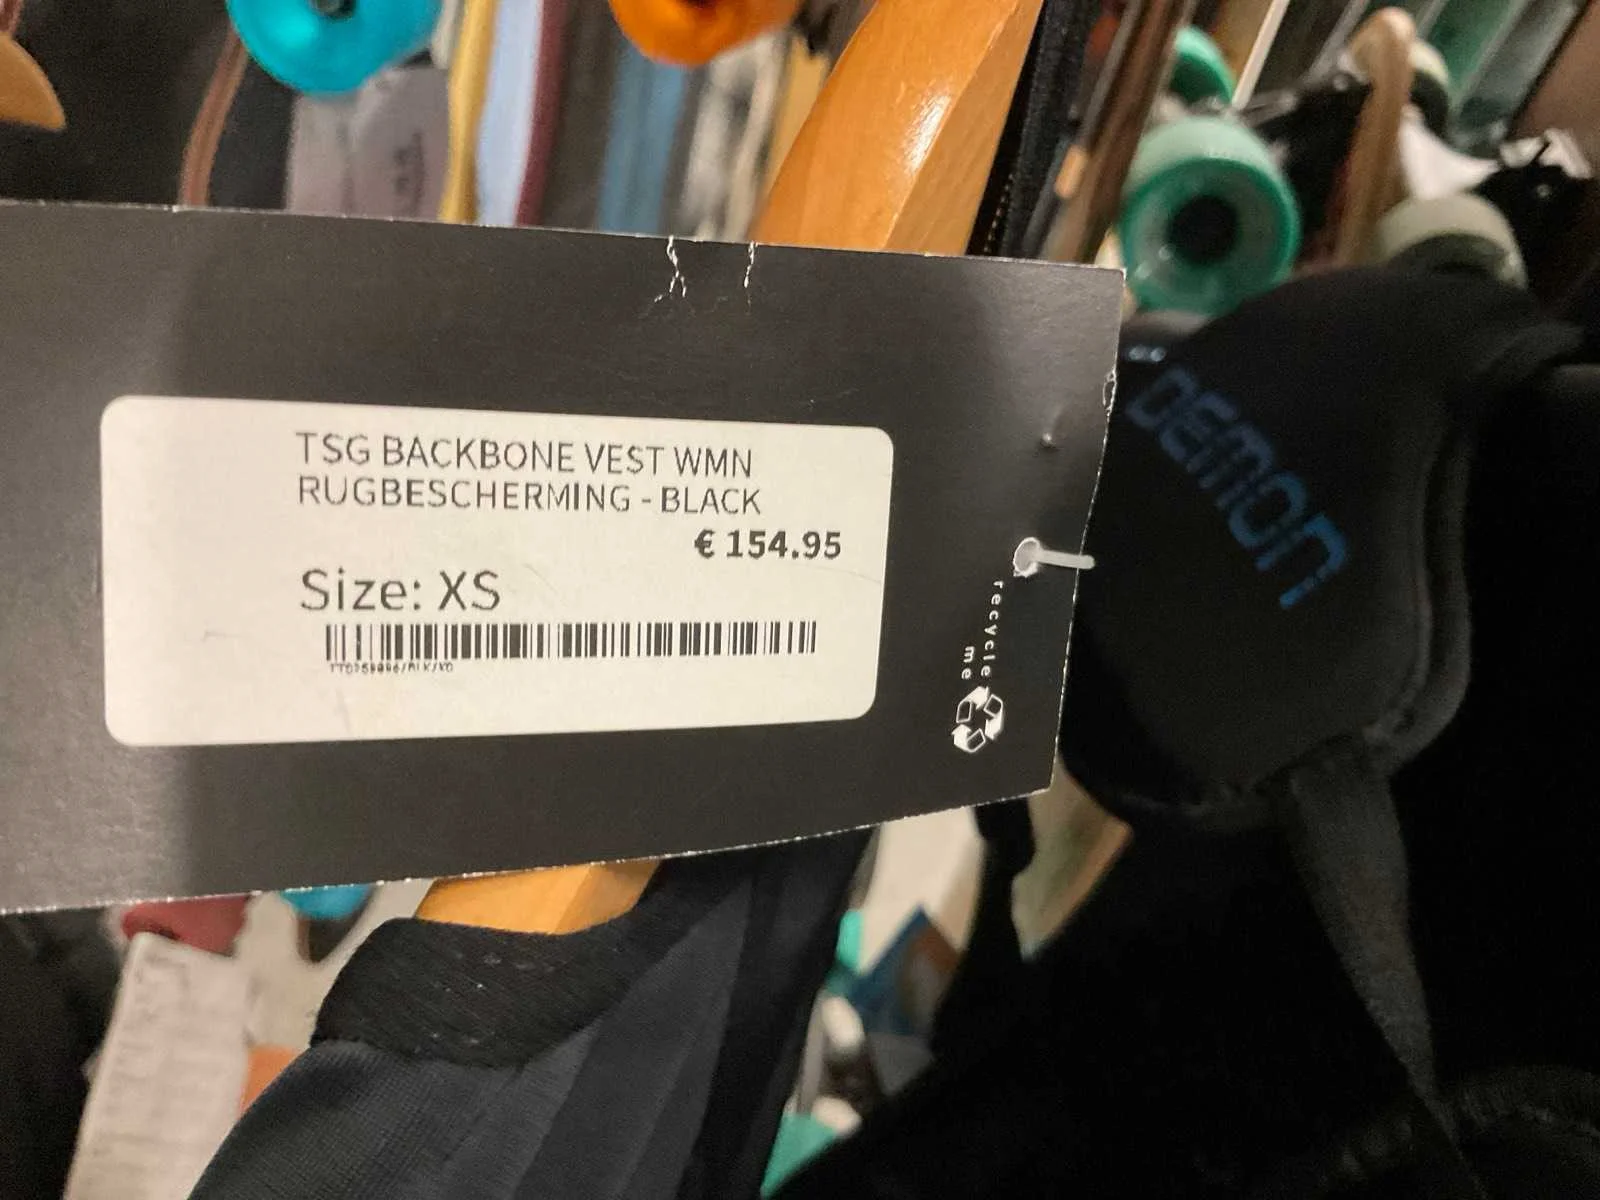 TSG BACKBONE VEST WMN
RUGBESCHERMING - BLACK
€ 154.95
Size: XS
recycle
me
DEMON